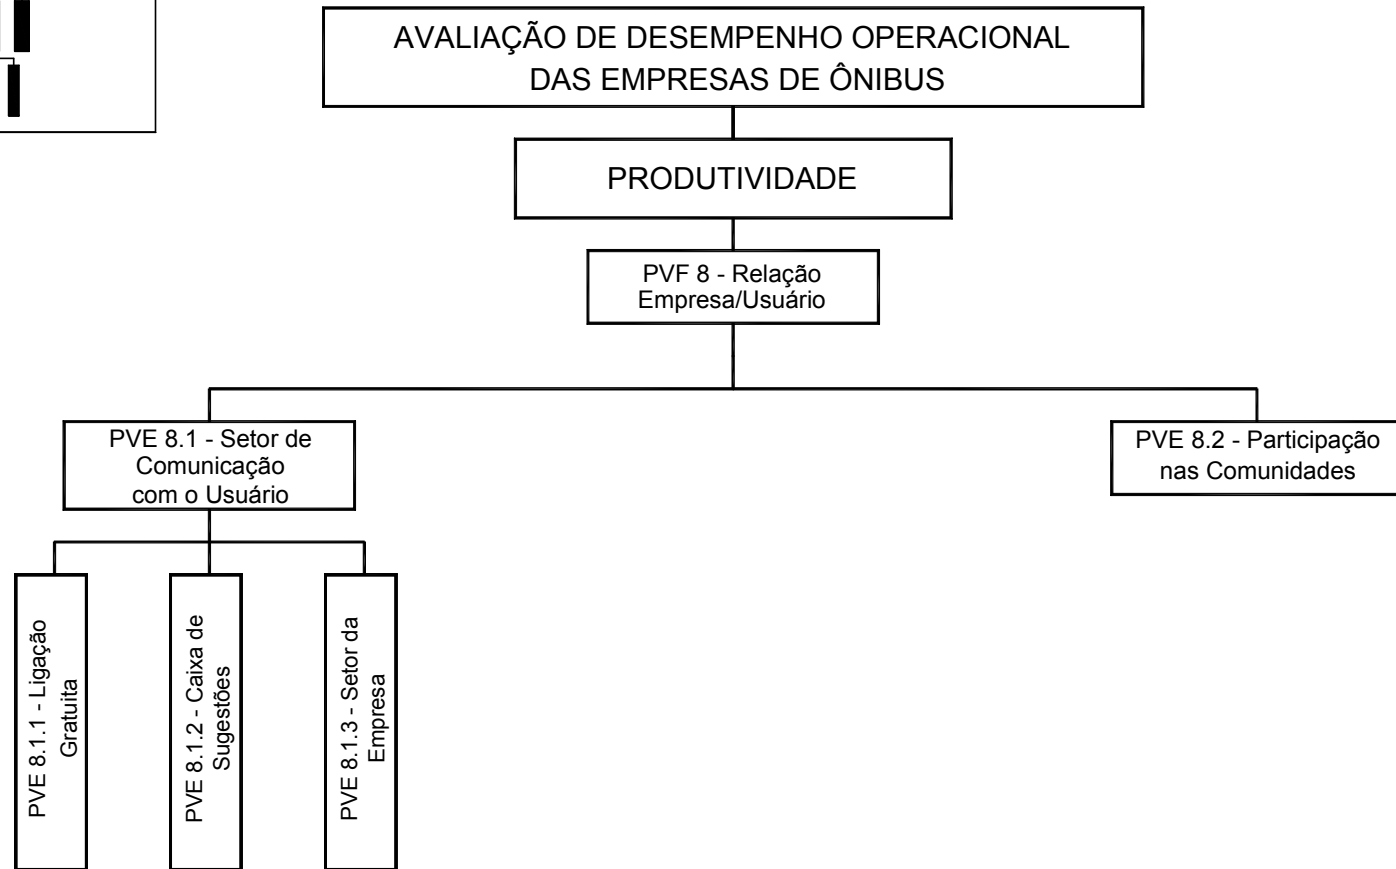 AVALIAÇÃO DE DESEMPENHO OPERACIONAL
DAS EMPRESAS DE ÔNIBUS
PRODUTIVIDADE
PVF 8 - Relação
Empresa/Usuário
PVE 8.1 - Setor de
Comunicação
com o Usuário
PVE 8.2 - Participação
nas Comunidades
PVE 8.1.1 - Ligação
Gratuita
PVE 8.1.2 - Caixa de
Sugestões
PVE 8.1.3 - Setor da
Empresa